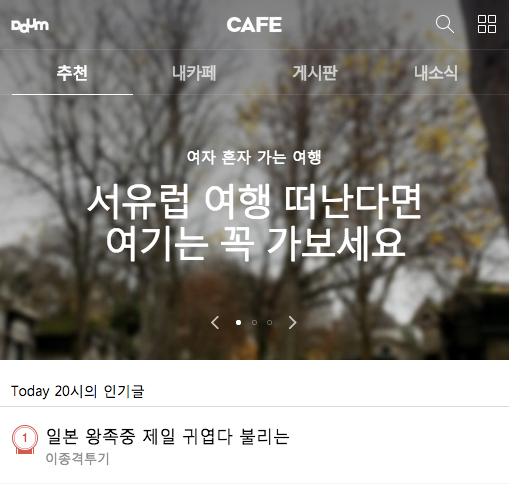 Daum
CAFE
추천 내카페 게시판 내소식
여자 혼자 가는 여행
서유럽 여행 떠난다면
여기는 꼭 가보세요
Today 20시의 인기글
1 일본 왕족중 제일 귀엽다 불리는
이종격투기